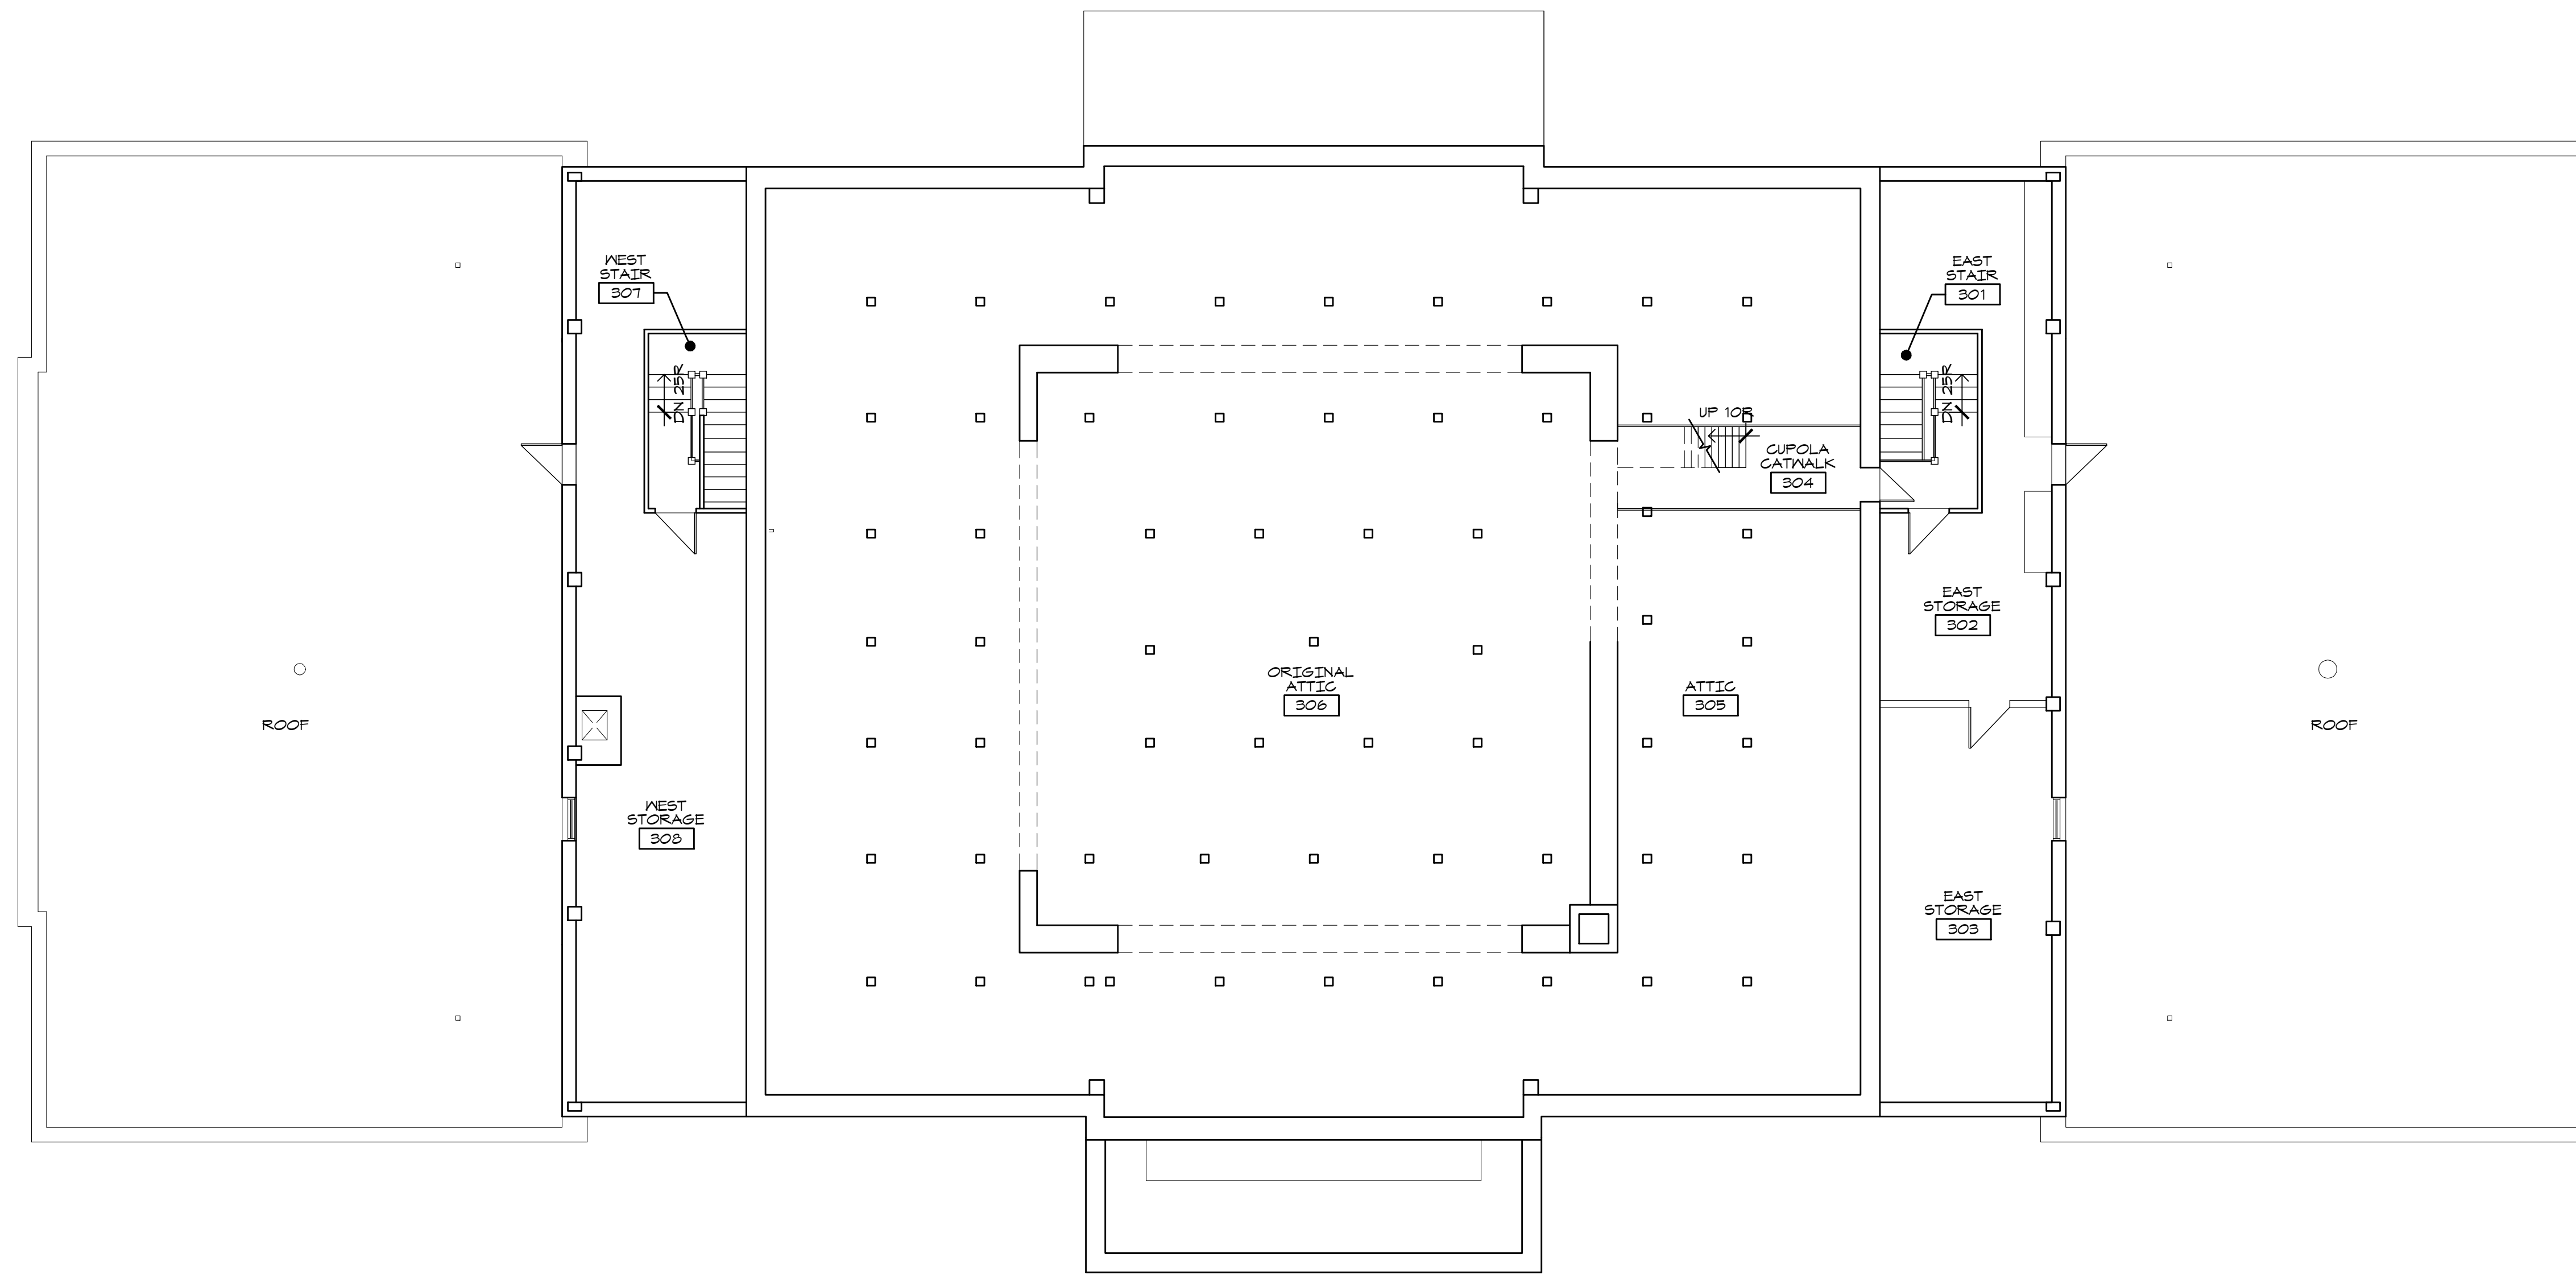 WEST
STAIR
307
DN 25R
EAST
STAIR
301
DN 25R
UP 10R
CUPOLA
CATWALK
304
EAST
STORAGE
302
ORIGINAL
ATTIC
306
ATTIC
305
ROOF
ROOF
WEST
STORAGE
308
EAST
STORAGE
303